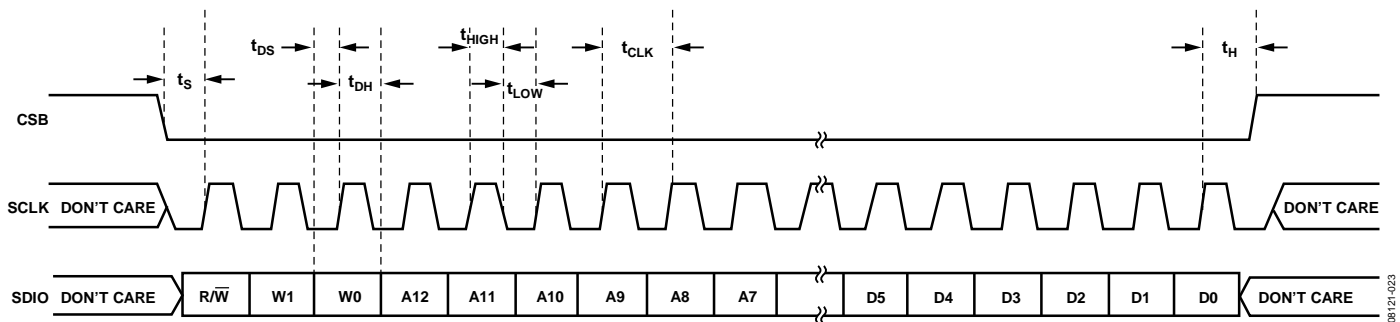 tDS tHIGH tCLK tH
tS tDH tLOW
CSB
SCLK DON'T CARE DON'T CARE
SDIO DON'T CARE R/W̅ W1 W0 A12 A11 A10 A9 A8 A7 D5 D4 D3 D2 D1 D0 DON'T CARE
08121-023